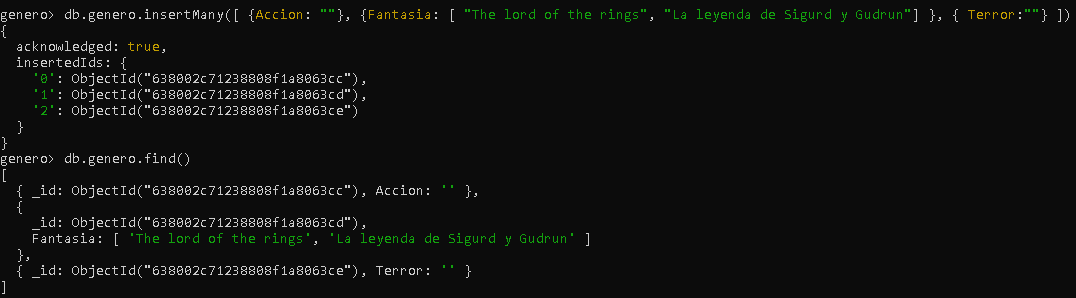 genero> db.genero.insertMany([ {Accion: ""}, {Fantasia: [ "The lord of the rings", "La leyenda de Sigurd y Gudrun"] }, { Terror:""} ])
{
  acknowledged: true,
  insertedIds: {
    '0': ObjectId("638002c71238808f1a8063cc"),
    '1': ObjectId("638002c71238808f1a8063cd"),
    '2': ObjectId("638002c71238808f1a8063ce")
  }
}
genero> db.genero.find()
[
  { _id: ObjectId("638002c71238808f1a8063cc"), Accion: '' },
  {
    _id: ObjectId("638002c71238808f1a8063cd"),
    Fantasia: [ 'The lord of the rings', 'La leyenda de Sigurd y Gudrun' ]
  },
  { _id: ObjectId("638002c71238808f1a8063ce"), Terror: '' }
]